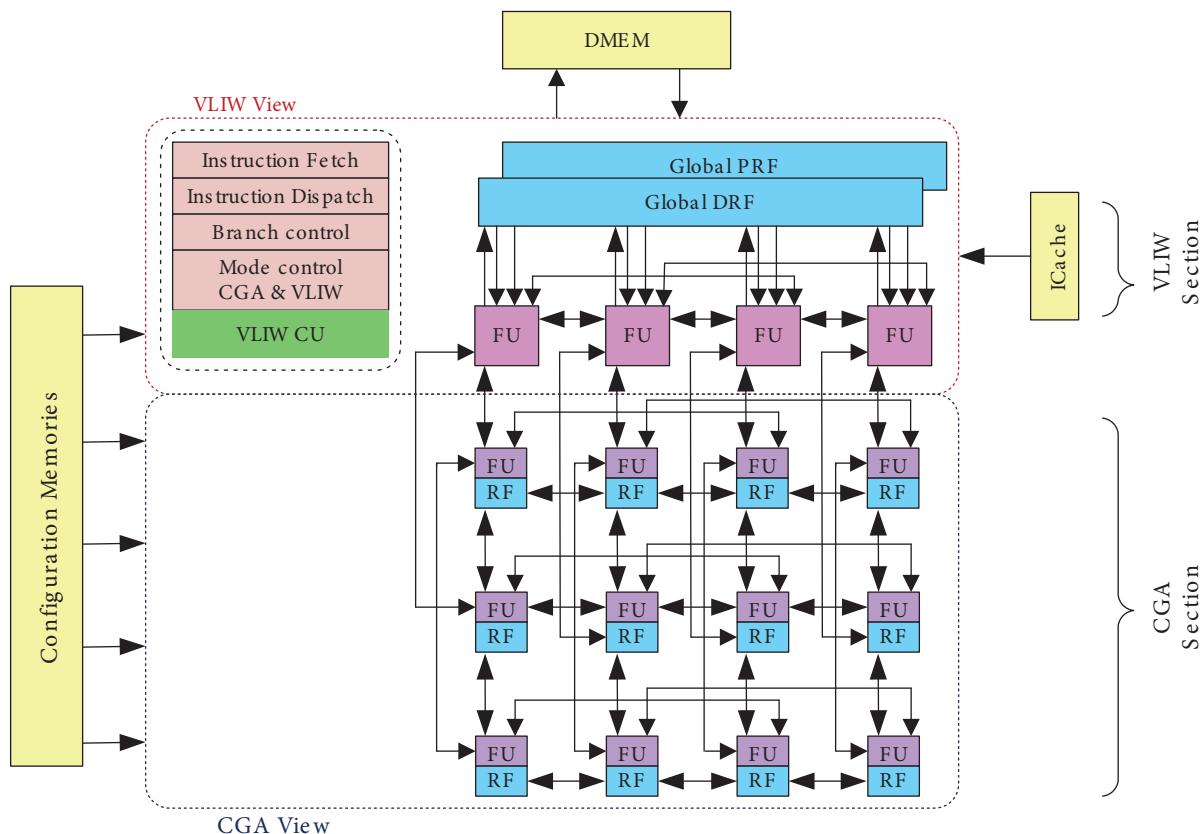 DMEM
VLIW View
Instruction Fetch
Instruction Dispatch
Branch control
Mode control
CGA & VLIW
VLIW CU
Global PRF
Global DRF
ICache
VLIW
Section
Configuration Memories
FU FU FU FU
FU FU FU FU
RF RF RF RF
FU FU FU FU
RF RF RF RF
FU FU FU FU
RF RF RF RF
CGA
Section
CGA View